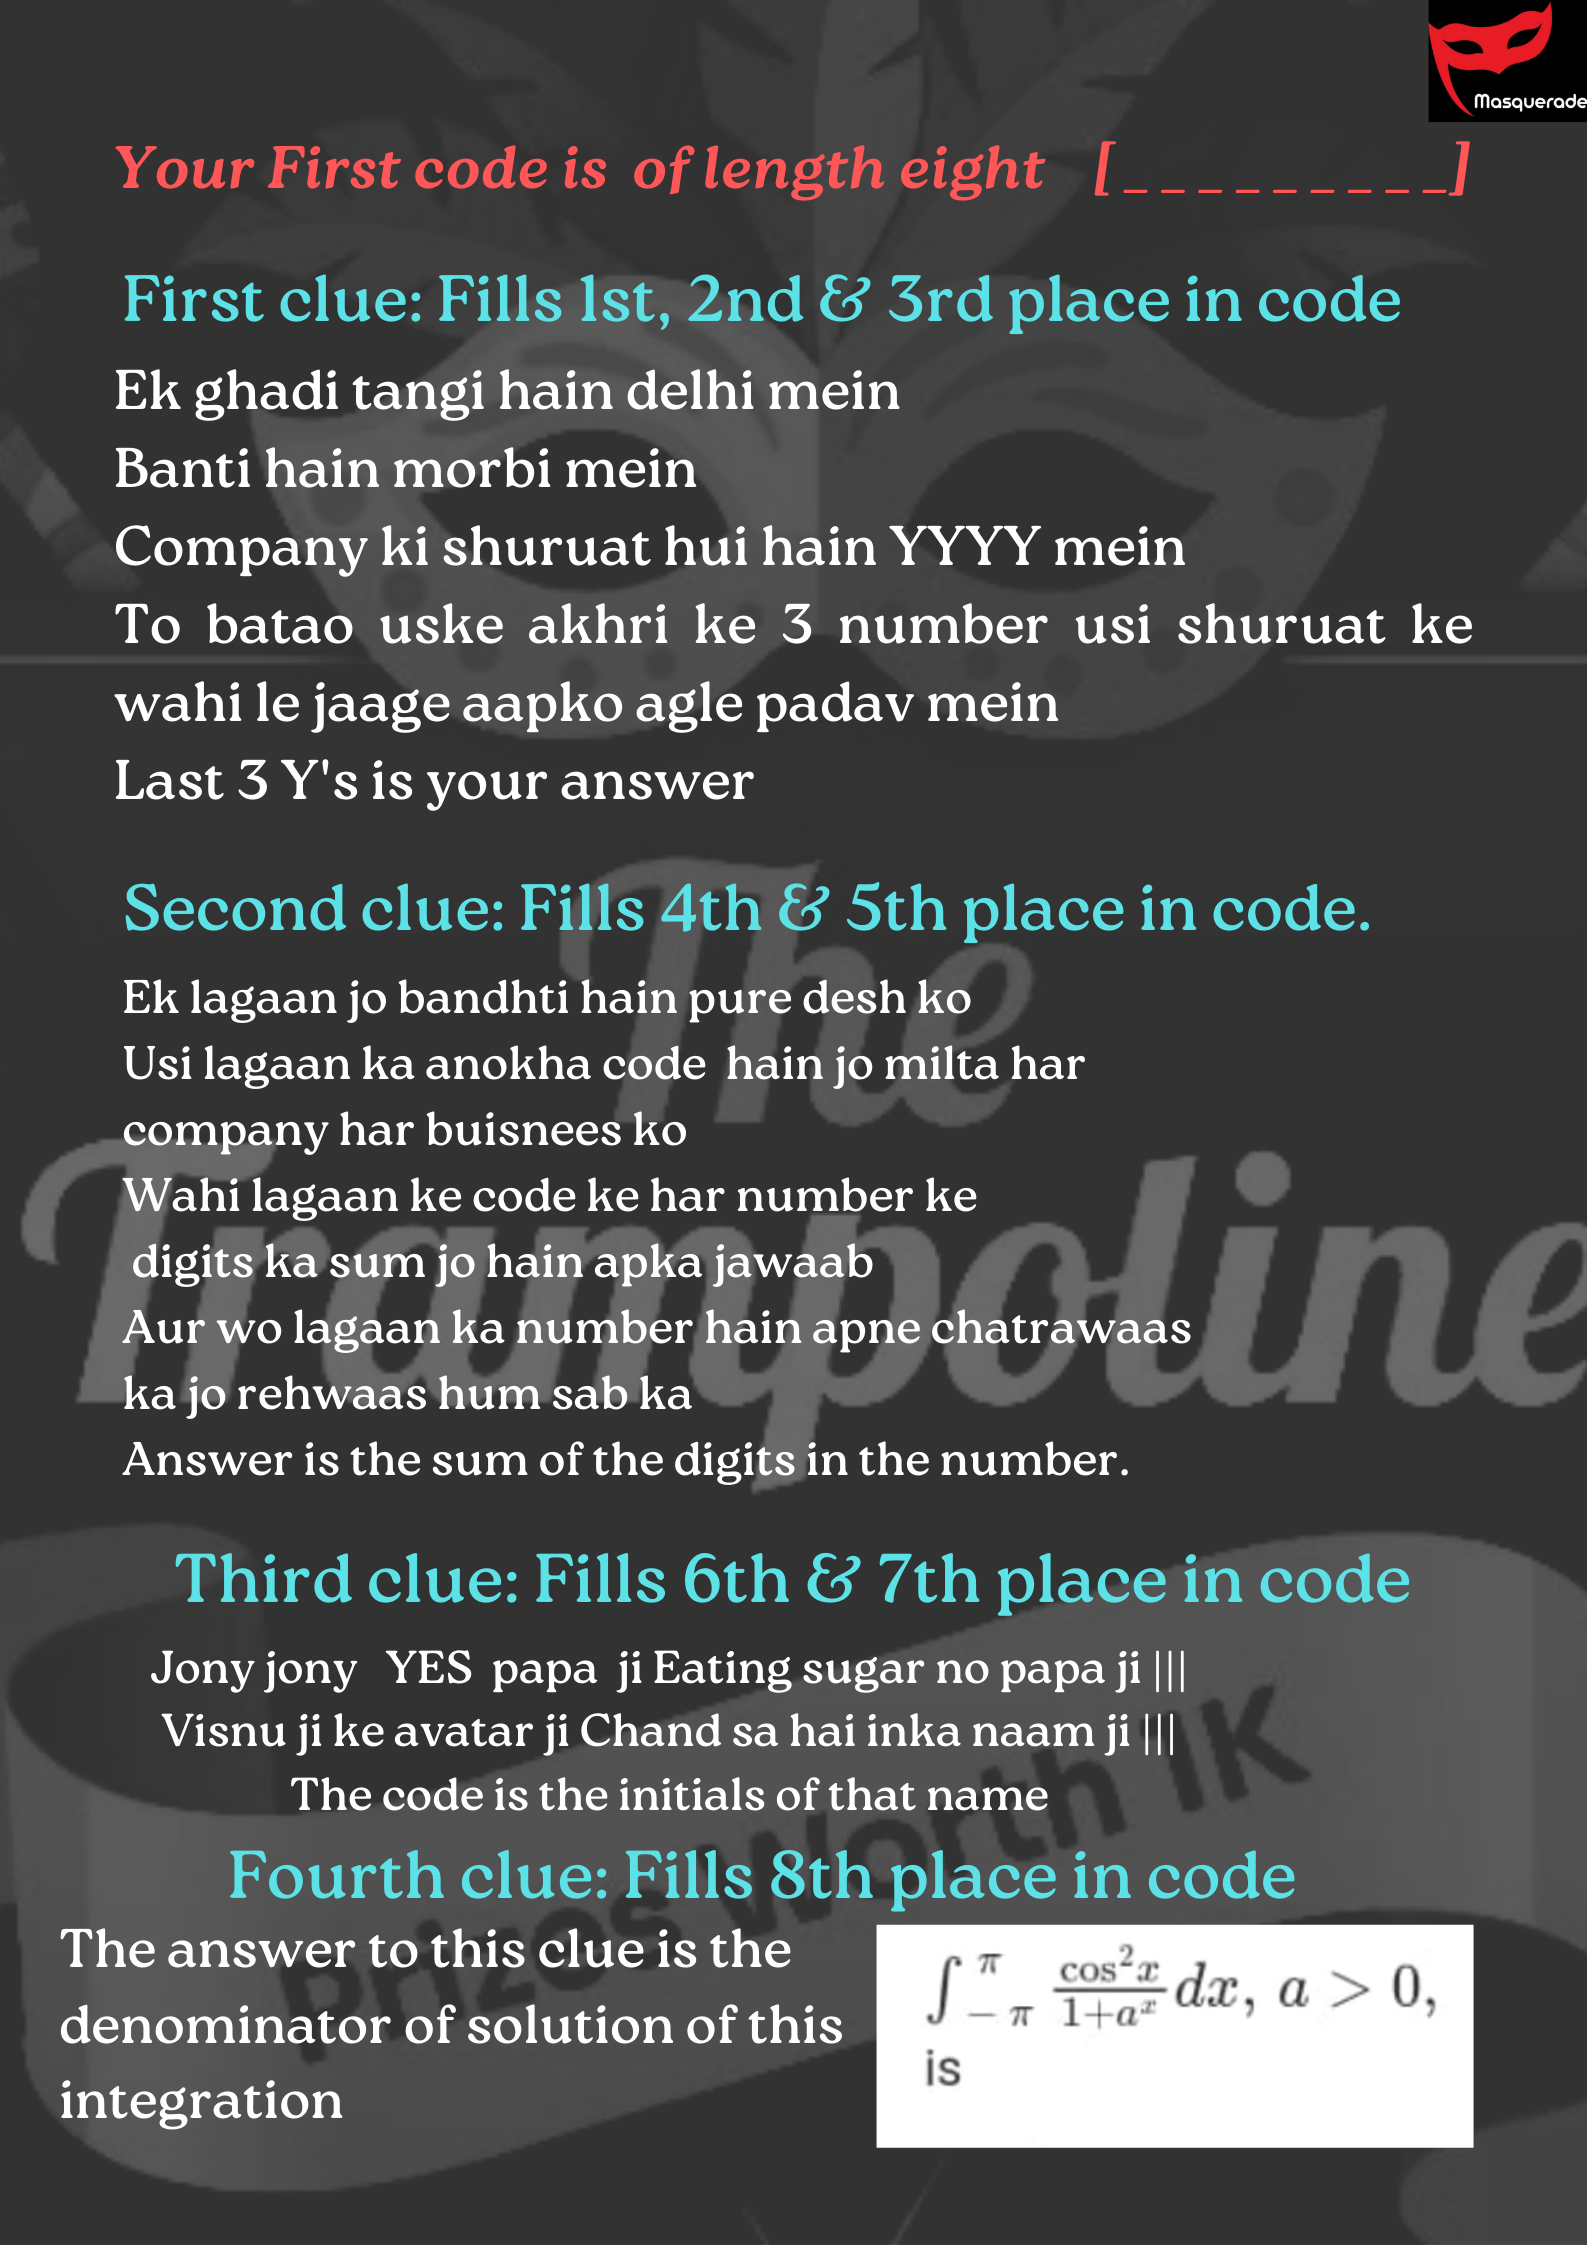 Masquerade
Your First code is of length eight [_ _ _ _ _ _ _ _ _]
First clue: Fills 1st, 2nd & 3rd place in code
Ek ghadi tangi hain delhi mein
Banti hain morbi mein
Company ki shuruat hui hain YYYY mein
To batao uske akhri ke 3 number usi shuruat ke
wahi le jaage aapko agle padav mein
Last 3 Y's is your answer
The
Trampoline
Second clue: Fills 4th & 5th place in code.
Ek lagaan jo bandhti hain pure desh ko
Usi lagaan ka anokha code hain jo milta har
company har buisnees ko
Wahi lagaan ke code ke har number ke
digits ka sum jo hain apka jawaab
Aur wo lagaan ka number hain apne chatrawaas
ka jo rehwaas hum sab ka
Answer is the sum of the digits in the number.
Third clue: Fills 6th & 7th place in code
Jony jony YES papa ji Eating sugar no papa ji |||
Visnu ji ke avatar ji Chand sa hai inka naam ji |||
The code is the initials of that name
Prizes Worth 1K
Fourth clue: Fills 8th place in code
The answer to this clue is the
denominator of solution of this
integration
∫_{-π}^{π} cos²x/(1+aˣ) dx, a > 0,
is